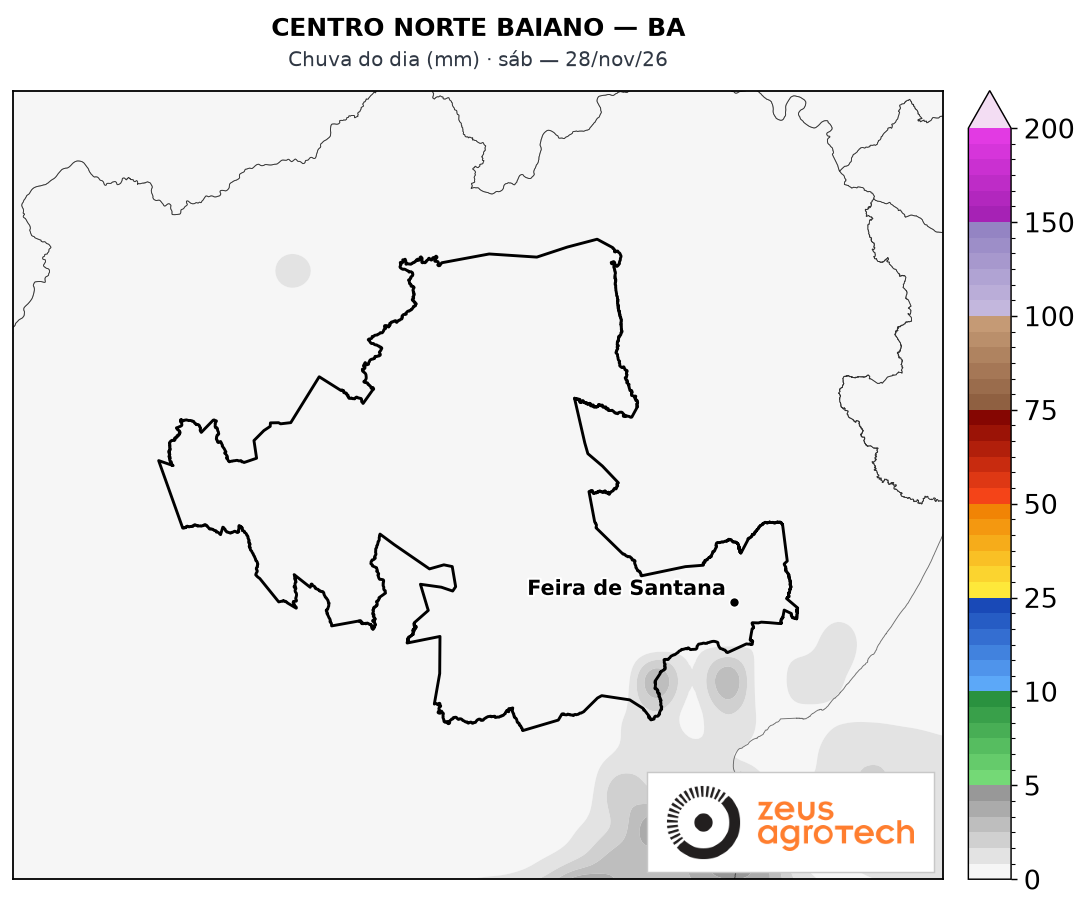 CENTRO NORTE BAIANO — BA
Chuva do dia (mm) · sáb — 28/nov/26
200
150
100
75
50
25
10
5
0
Feira de Santana
zeus
agrotech